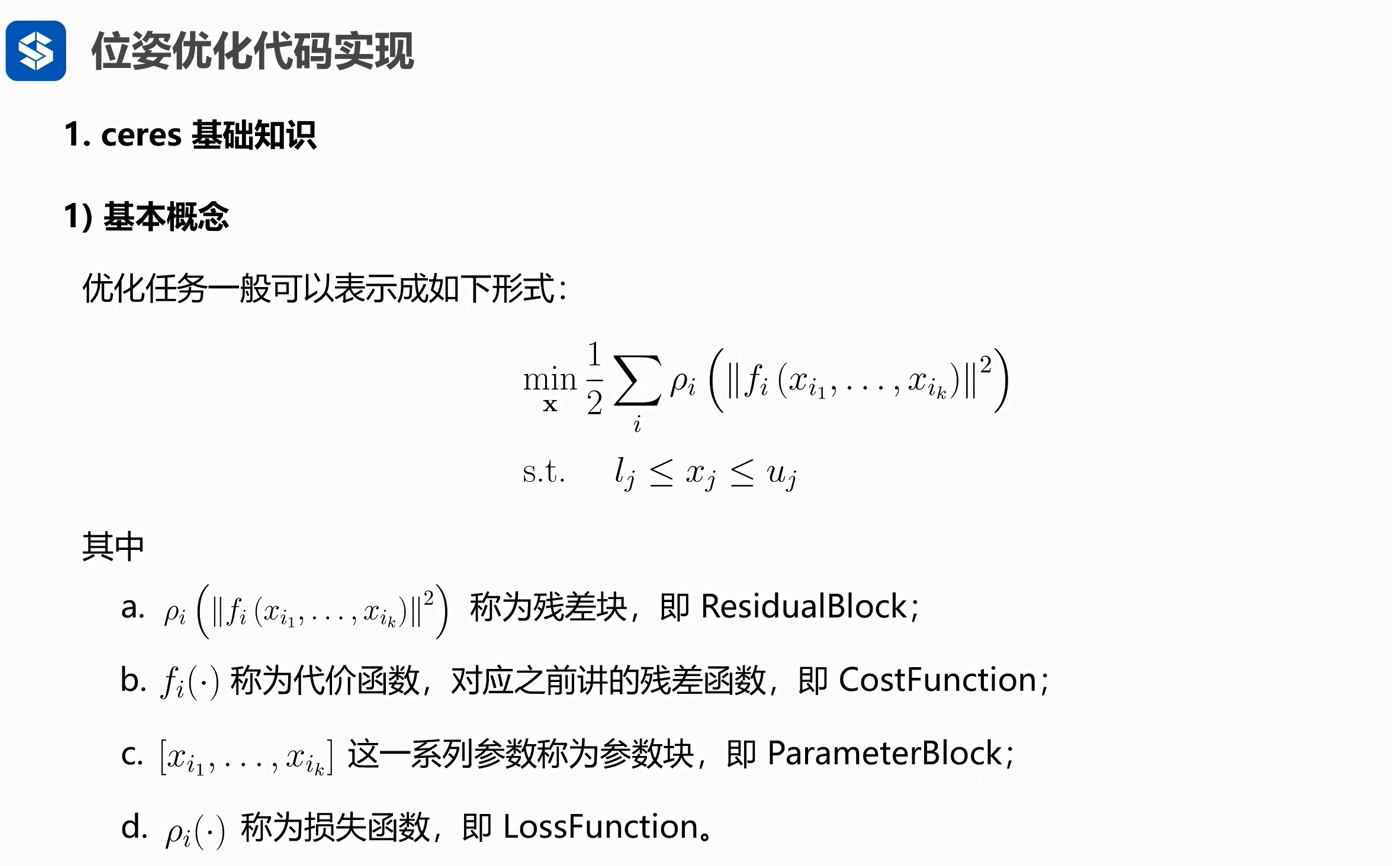 位姿优化代码实现
1. ceres 基础知识
1) 基本概念
优化任务一般可以表示成如下形式：
$\min_{\mathbf{x}} \frac{1}{2} \sum_{i} \rho_i \left( \left\| f_i \left( x_{i_1}, \ldots, x_{i_k} \right) \right\|^2 \right)$
s.t. $l_j \leq x_j \leq u_j$
其中
a. $\rho_i \left( \left\| f_i \left( x_{i_1}, \ldots, x_{i_k} \right) \right\|^2 \right)$ 称为残差块，即 ResidualBlock；
b. $f_i(\cdot)$ 称为代价函数，对应之前讲的残差函数，即 CostFunction；
c. $[x_{i_1}, \ldots, x_{i_k}]$ 这一系列参数称为参数块，即 ParameterBlock；
d. $\rho_i(\cdot)$ 称为损失函数，即 LossFunction。